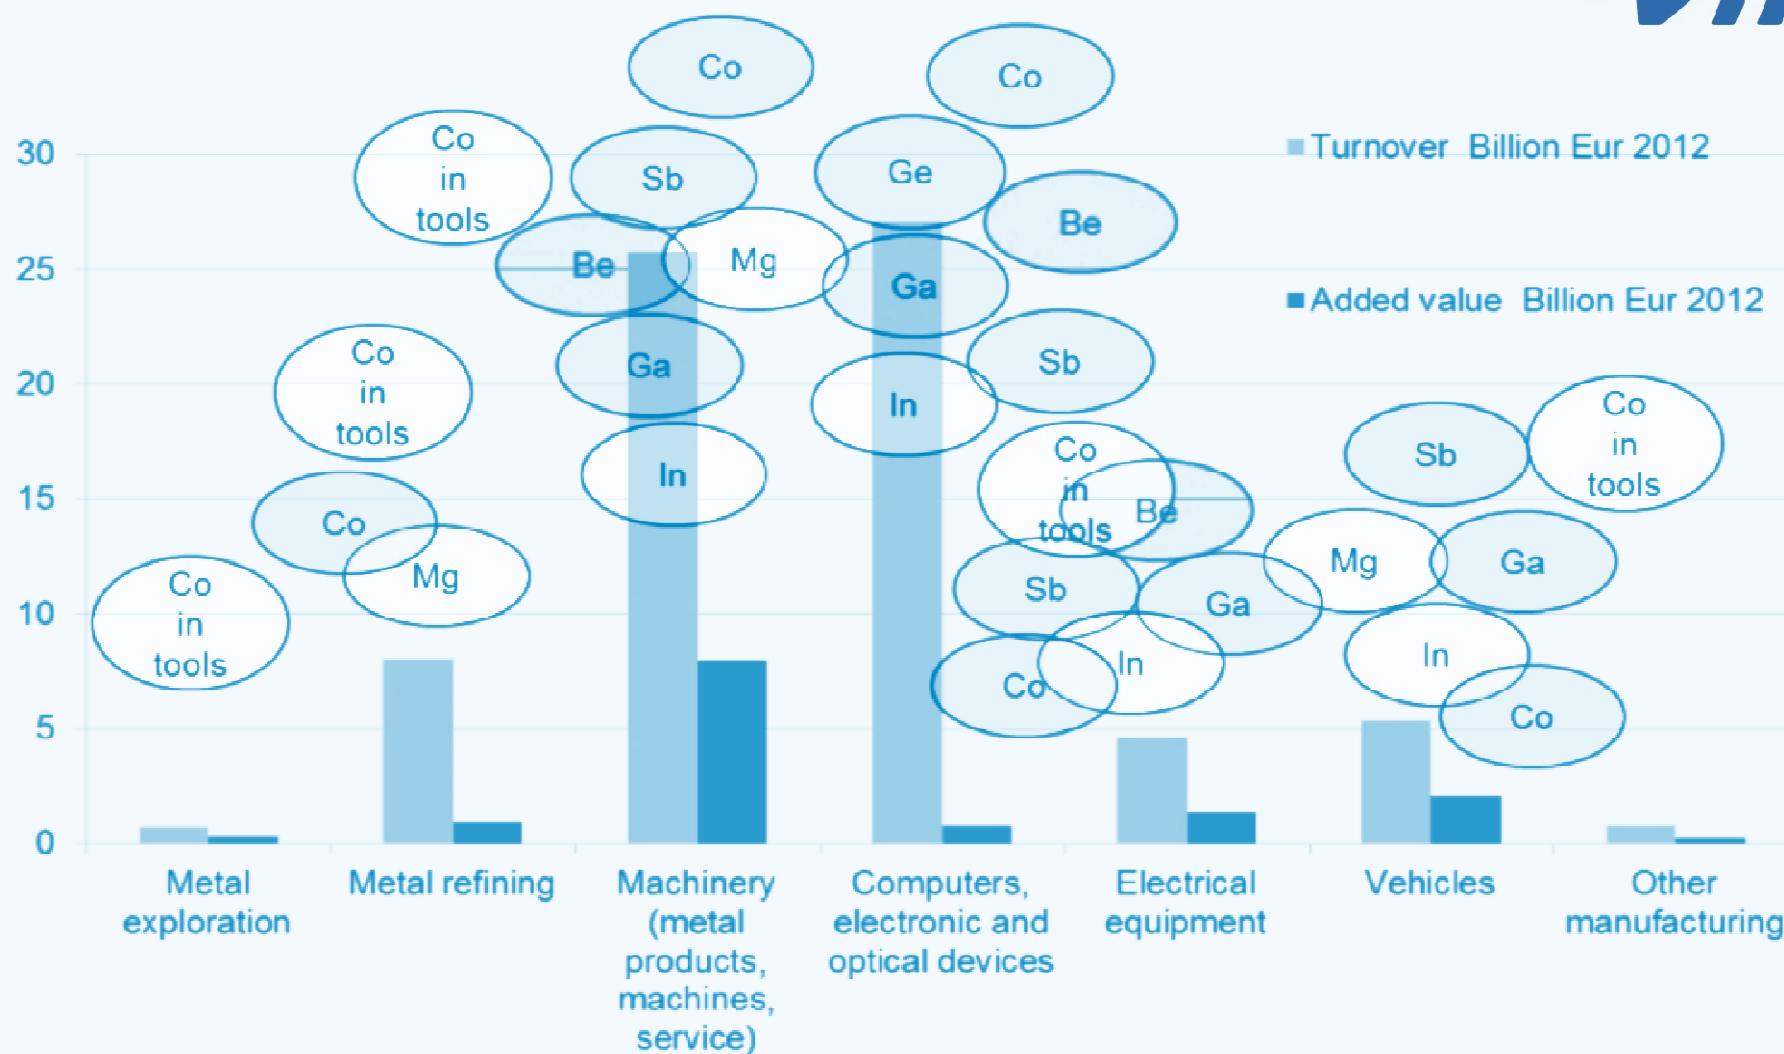 Co
Co
Co
in
tools
30
Sb
Ge
Turnover Billion Eur 2012
Be
Mg
Be
25
Ga
Added value Billion Eur 2012
Co
in
tools
Ga
Sb
20
In
Co
in
tools
Sb
In
Co
in
tools
Be
15
Co
Mg
Mg
Ga
Co
in
tools
Sb
Ga
10
In
In
Co
Co
5
0
Metal
exploration
Metal refining
Machinery
(metal
products,
machines,
service)
Computers,
electronic and
optical devices
Electrical
equipment
Vehicles
Other
manufacturing